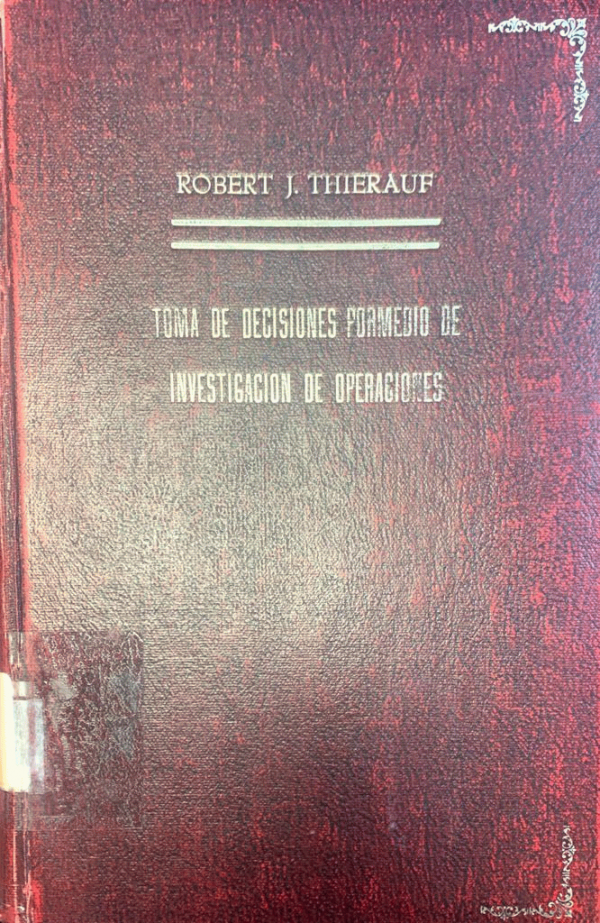 ROBERT J. THIERAUF
TOMA DE DECISIONES PORMEDIO DE
INVESTIGACION DE OPERACIONES